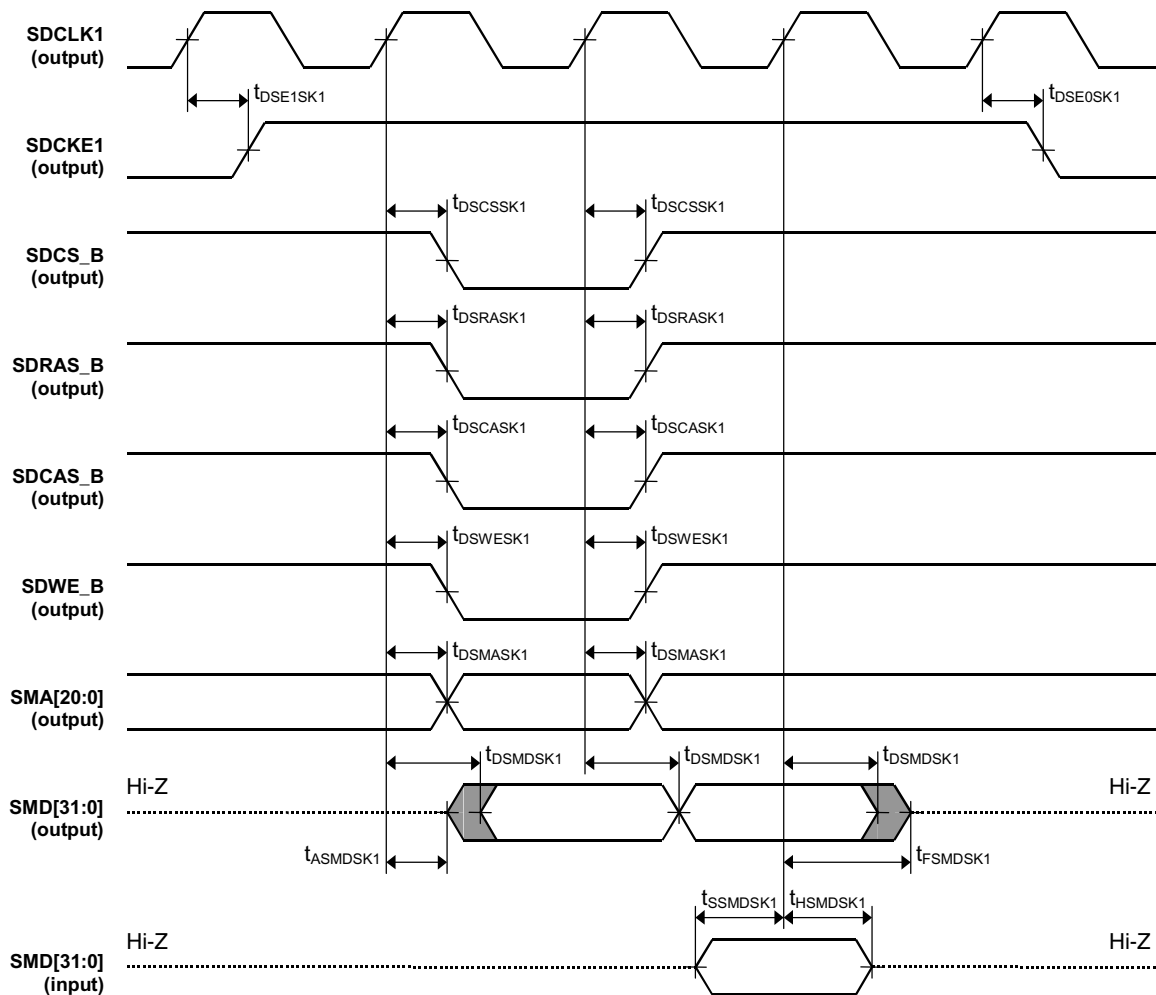 SDCLK1
(output)
tDSE1SK1
tDSE0SK1
SDCKE1
(output)
tDSCSSK1
tDSCSSK1
SDCS_B
(output)
tDSRASK1
tDSRASK1
SDRAS_B
(output)
tDSCASK1
tDSCASK1
SDCAS_B
(output)
tDSWESK1
tDSWESK1
SDWE_B
(output)
tDSMASK1
tDSMASK1
SMA[20:0]
(output)
tDSMDSK1
tDSMDSK1
tDSMDSK1
Hi-Z
Hi-Z
SMD[31:0]
(output)
tASMDSK1
tFSMDSK1
tSSMDSK1
tHSMDSK1
Hi-Z
Hi-Z
SMD[31:0]
(input)